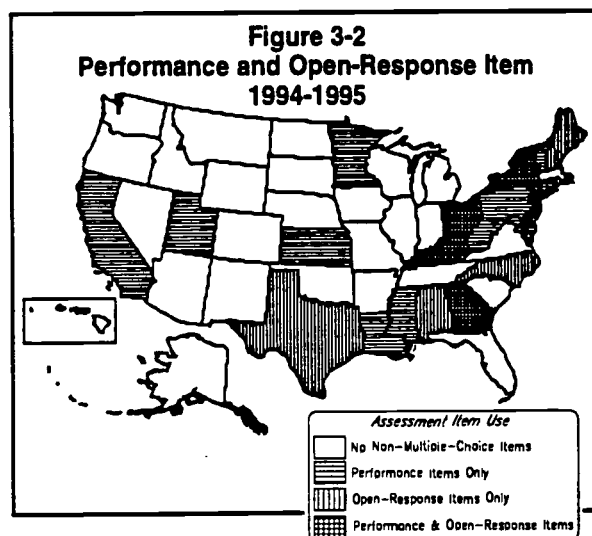 Figure 3-2
Performance and Open-Response Item
1994-1995
Assessment Item Use
No Non-Multiple-Choice Items
Performance Items Only
Open-Response Items Only
Performance & Open-Response Items